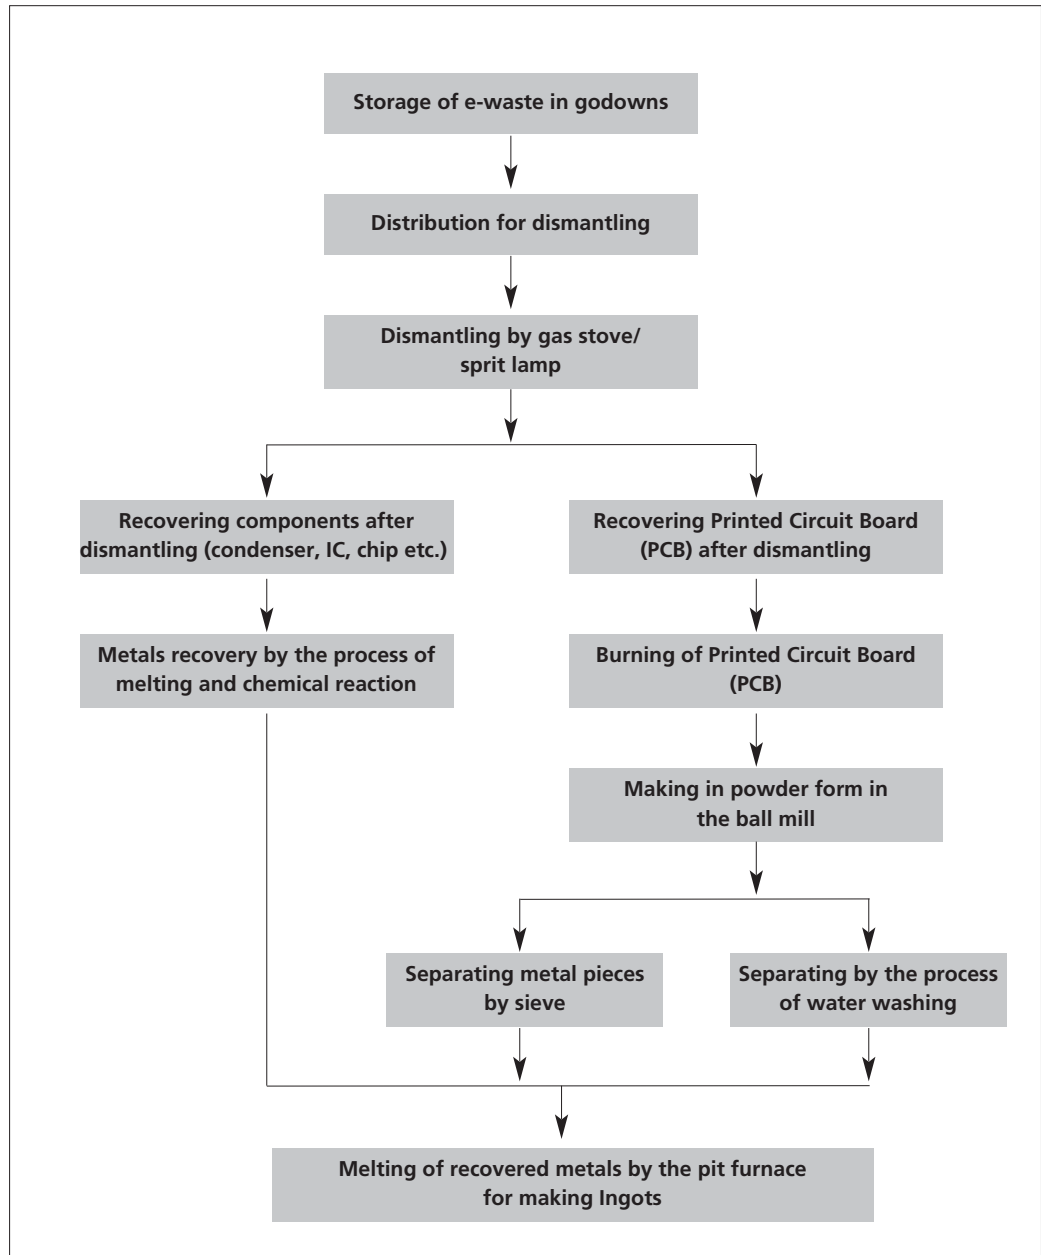 Storage of e-waste in godowns
Distribution for dismantling
Dismantling by gas stove/
sprit lamp
Recovering components after
dismantling (condenser, IC, chip etc.)
Recovering Printed Circuit Board
(PCB) after dismantling
Metals recovery by the process of
melting and chemical reaction
Burning of Printed Circuit Board
(PCB)
Making in powder form in
the ball mill
Separating metal pieces
by sieve
Separating by the process
of water washing
Melting of recovered metals by the pit furnace
for making Ingots